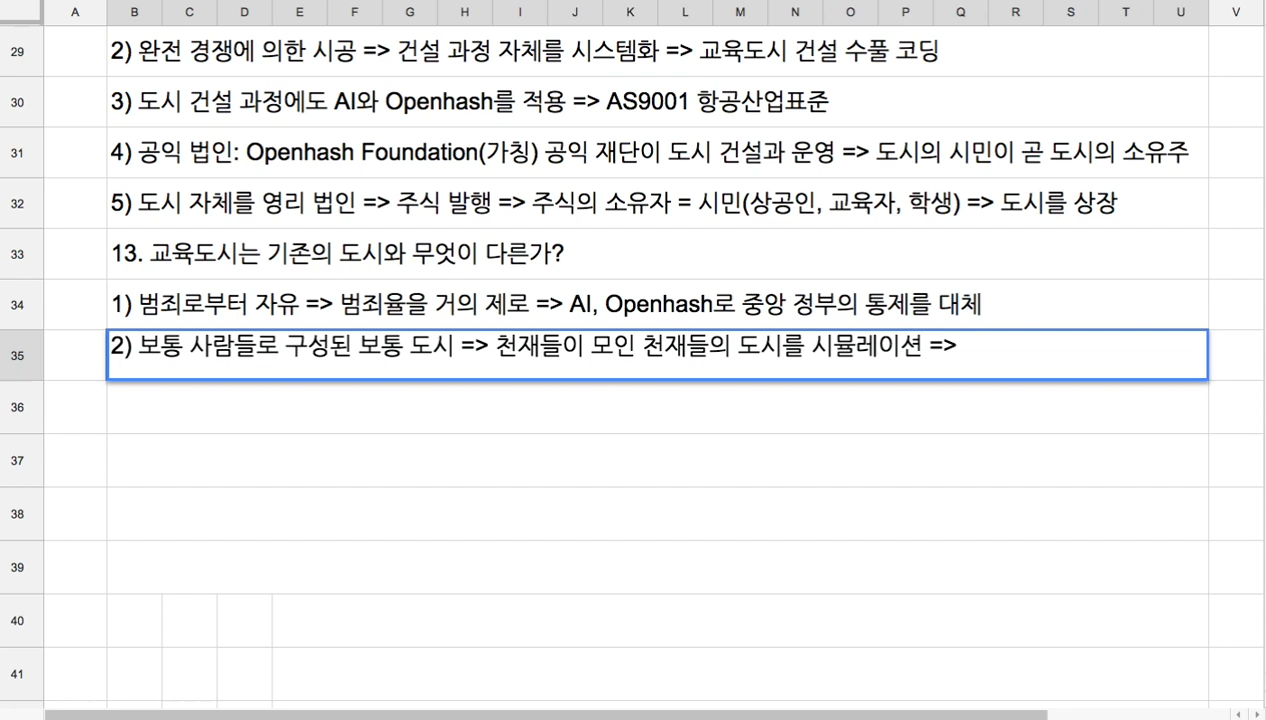 A B C D E F G H I J K L M N O P Q R S T U V
29 2) 완전 경쟁에 의한 시공 => 건설 과정 자체를 시스템화 => 교육도시 건설 수풀 코딩
30 3) 도시 건설 과정에도 AI와 Openhash를 적용 => AS9001 항공산업표준
31 4) 공익 법인: Openhash Foundation(가칭) 공익 재단이 도시 건설과 운영 => 도시의 시민이 곧 도시의 소유주
32 5) 도시 자체를 영리 법인 => 주식 발행 => 주식의 소유자 = 시민(상공인, 교육자, 학생) => 도시를 상장
33 13. 교육도시는 기존의 도시와 무엇이 다른가?
34 1) 범죄로부터 자유 => 범죄율을 거의 제로 => AI, Openhash로 중앙 정부의 통제를 대체
35 2) 보통 사람들로 구성된 보통 도시 => 천재들이 모인 천재들의 도시를 시뮬레이션 =>
36
37
38
39
40
41